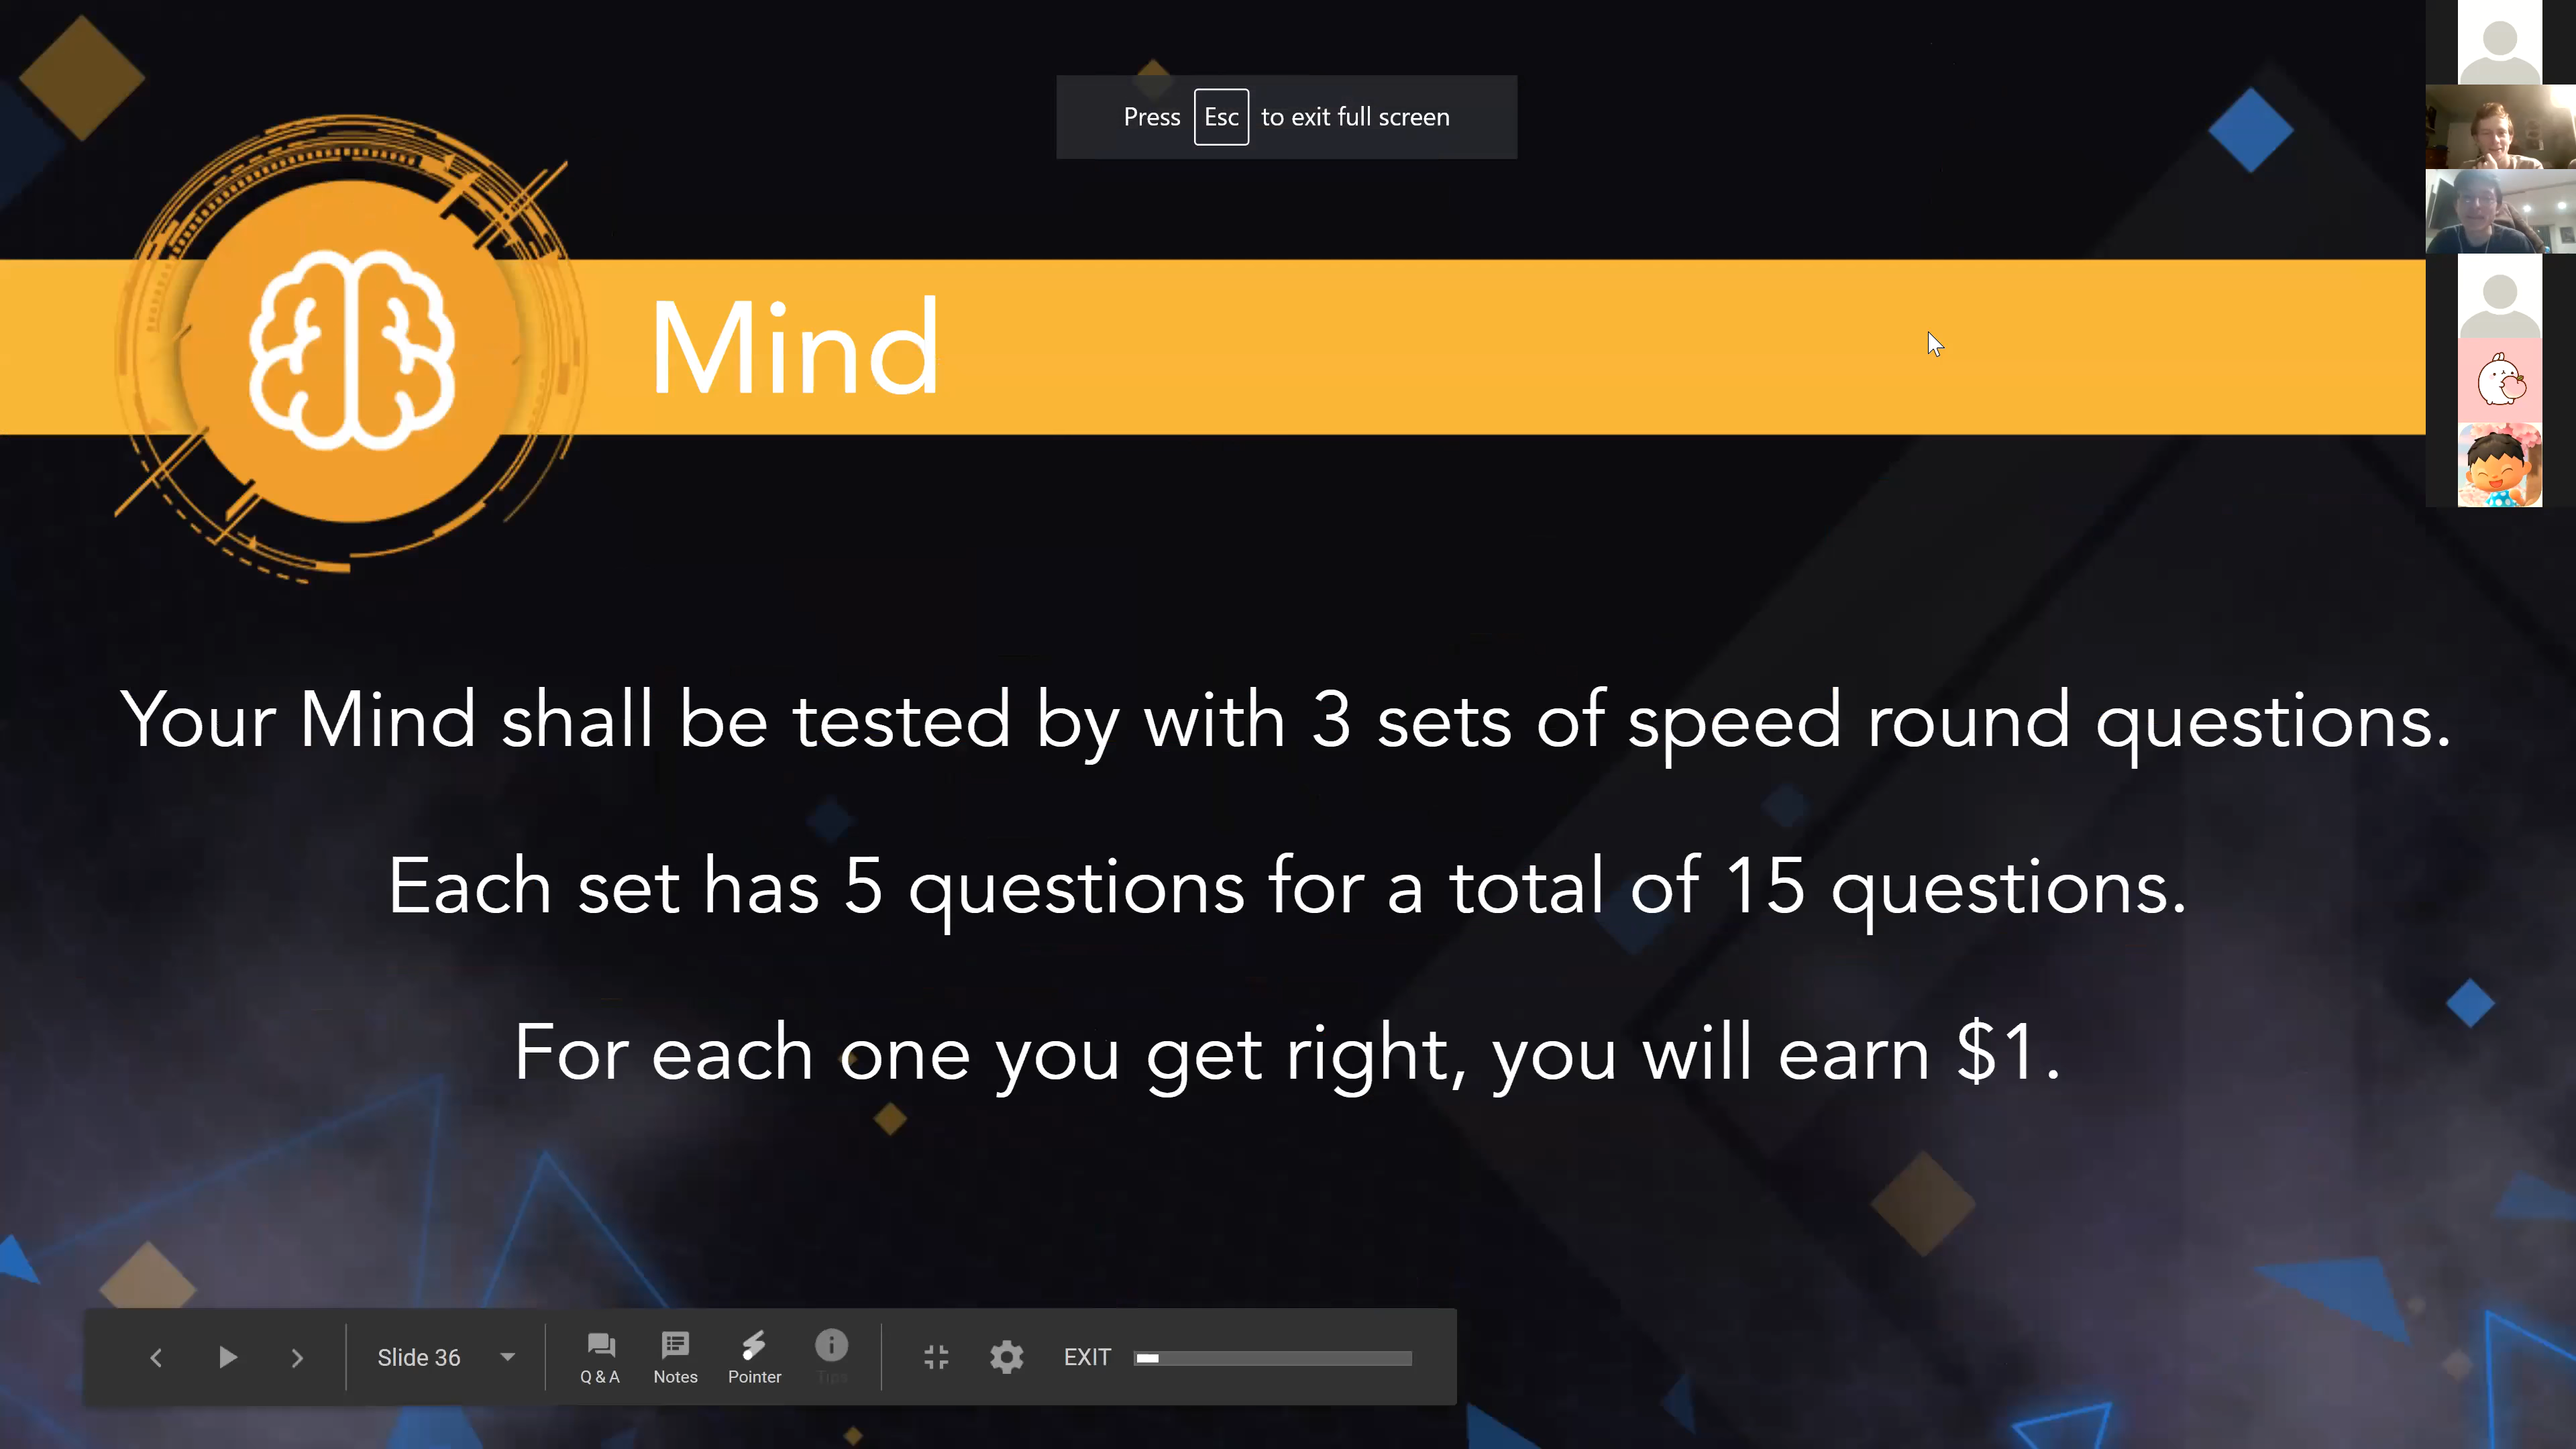 Press Esc to exit full screen
Mind
Your Mind shall be tested by with 3 sets of speed round questions.
Each set has 5 questions for a total of 15 questions.
For each one you get right, you will earn $1.
Slide 36
Q & A
Notes
Pointer
Tips
EXIT